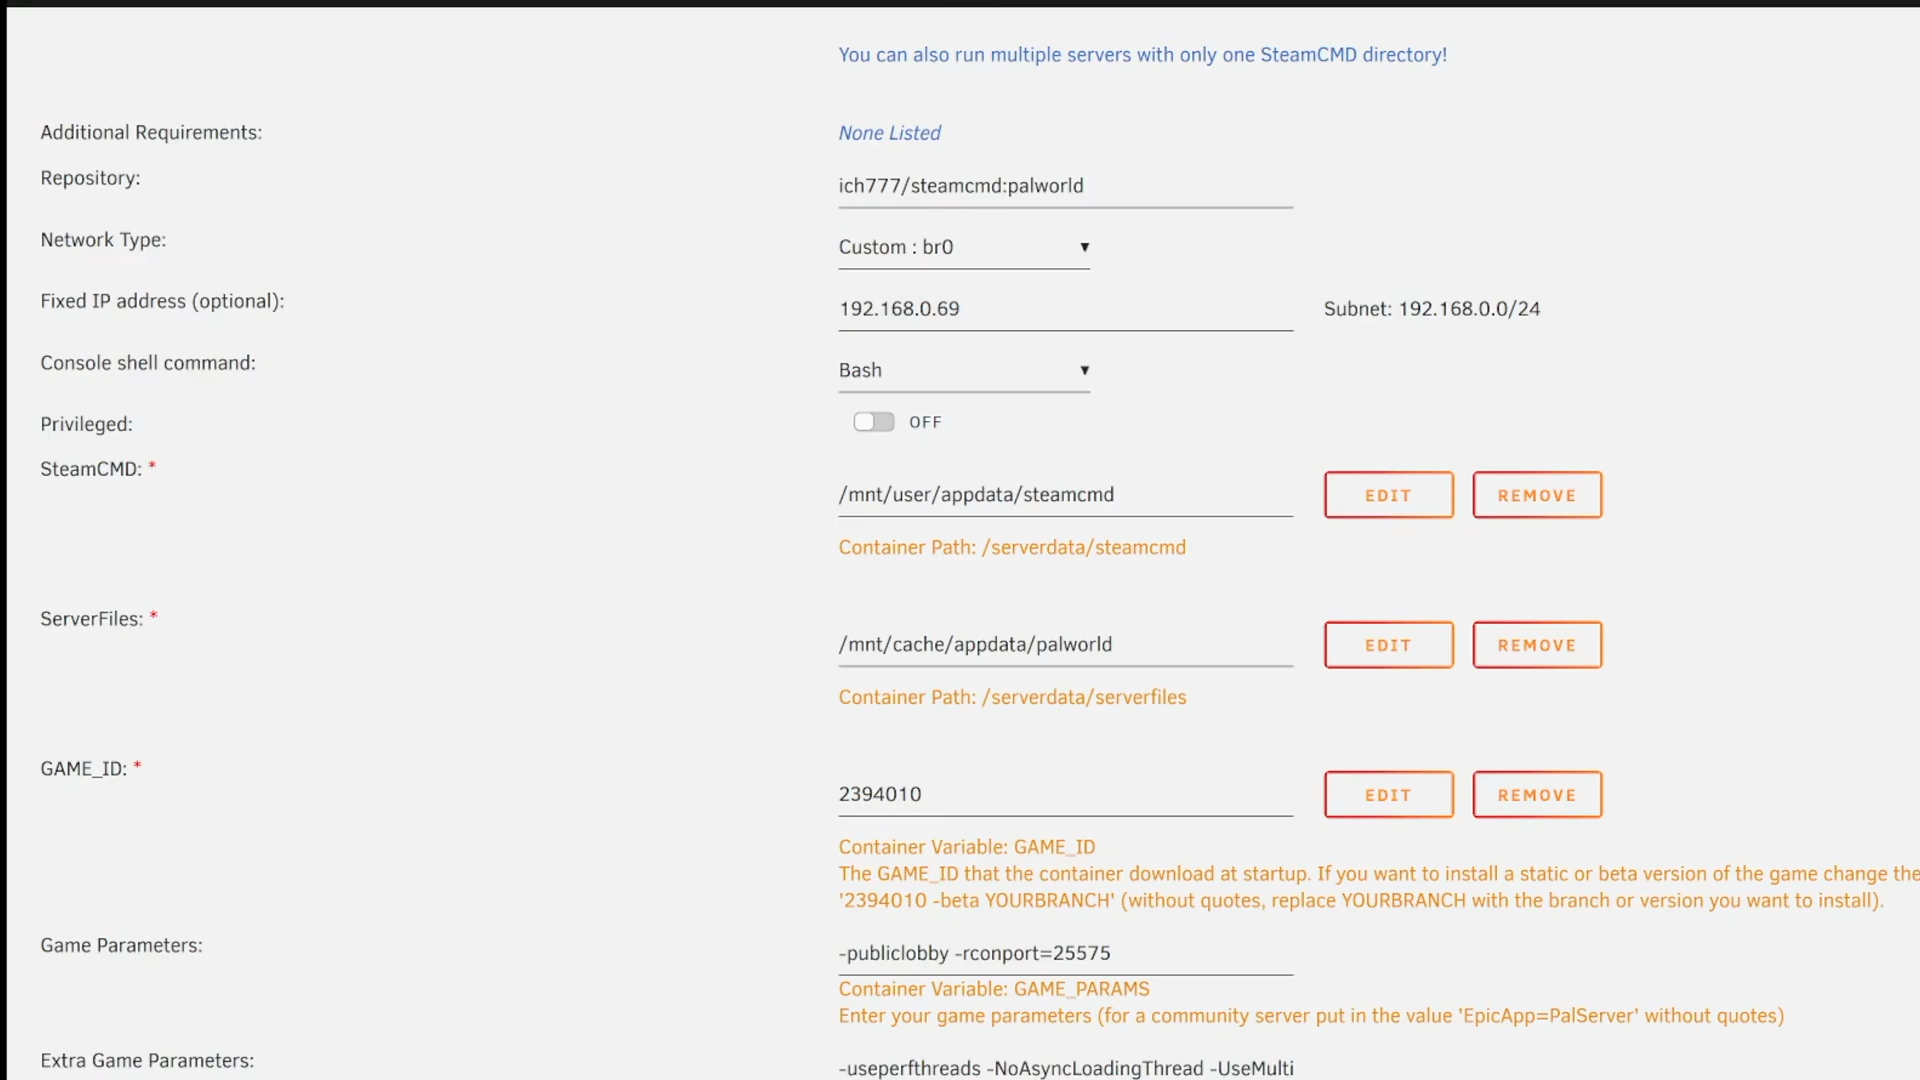 You can also run multiple servers with only one SteamCMD directory!
Additional Requirements:
None Listed
Repository:
ich777/steamcmd:palworld
Network Type:
Custom : br0
Fixed IP address (optional):
192.168.0.69
Subnet: 192.168.0.0/24
Console shell command:
Bash
Privileged:
OFF
SteamCMD: *
/mnt/user/appdata/steamcmd
EDIT
REMOVE
Container Path: /serverdata/steamcmd
ServerFiles: *
/mnt/cache/appdata/palworld
EDIT
REMOVE
Container Path: /serverdata/serverfiles
GAME_ID: *
2394010
EDIT
REMOVE
Container Variable: GAME_ID
The GAME_ID that the container download at startup. If you want to install a static or beta version of the game change the
'2394010 -beta YOURBRANCH' (without quotes, replace YOURBRANCH with the branch or version you want to install).
Game Parameters:
-publiclobby -rconport=25575
Container Variable: GAME_PARAMS
Enter your game parameters (for a community server put in the value 'EpicApp=PalServer' without quotes)
Extra Game Parameters:
-useperfthreads -NoAsyncLoadingThread -UseMulti